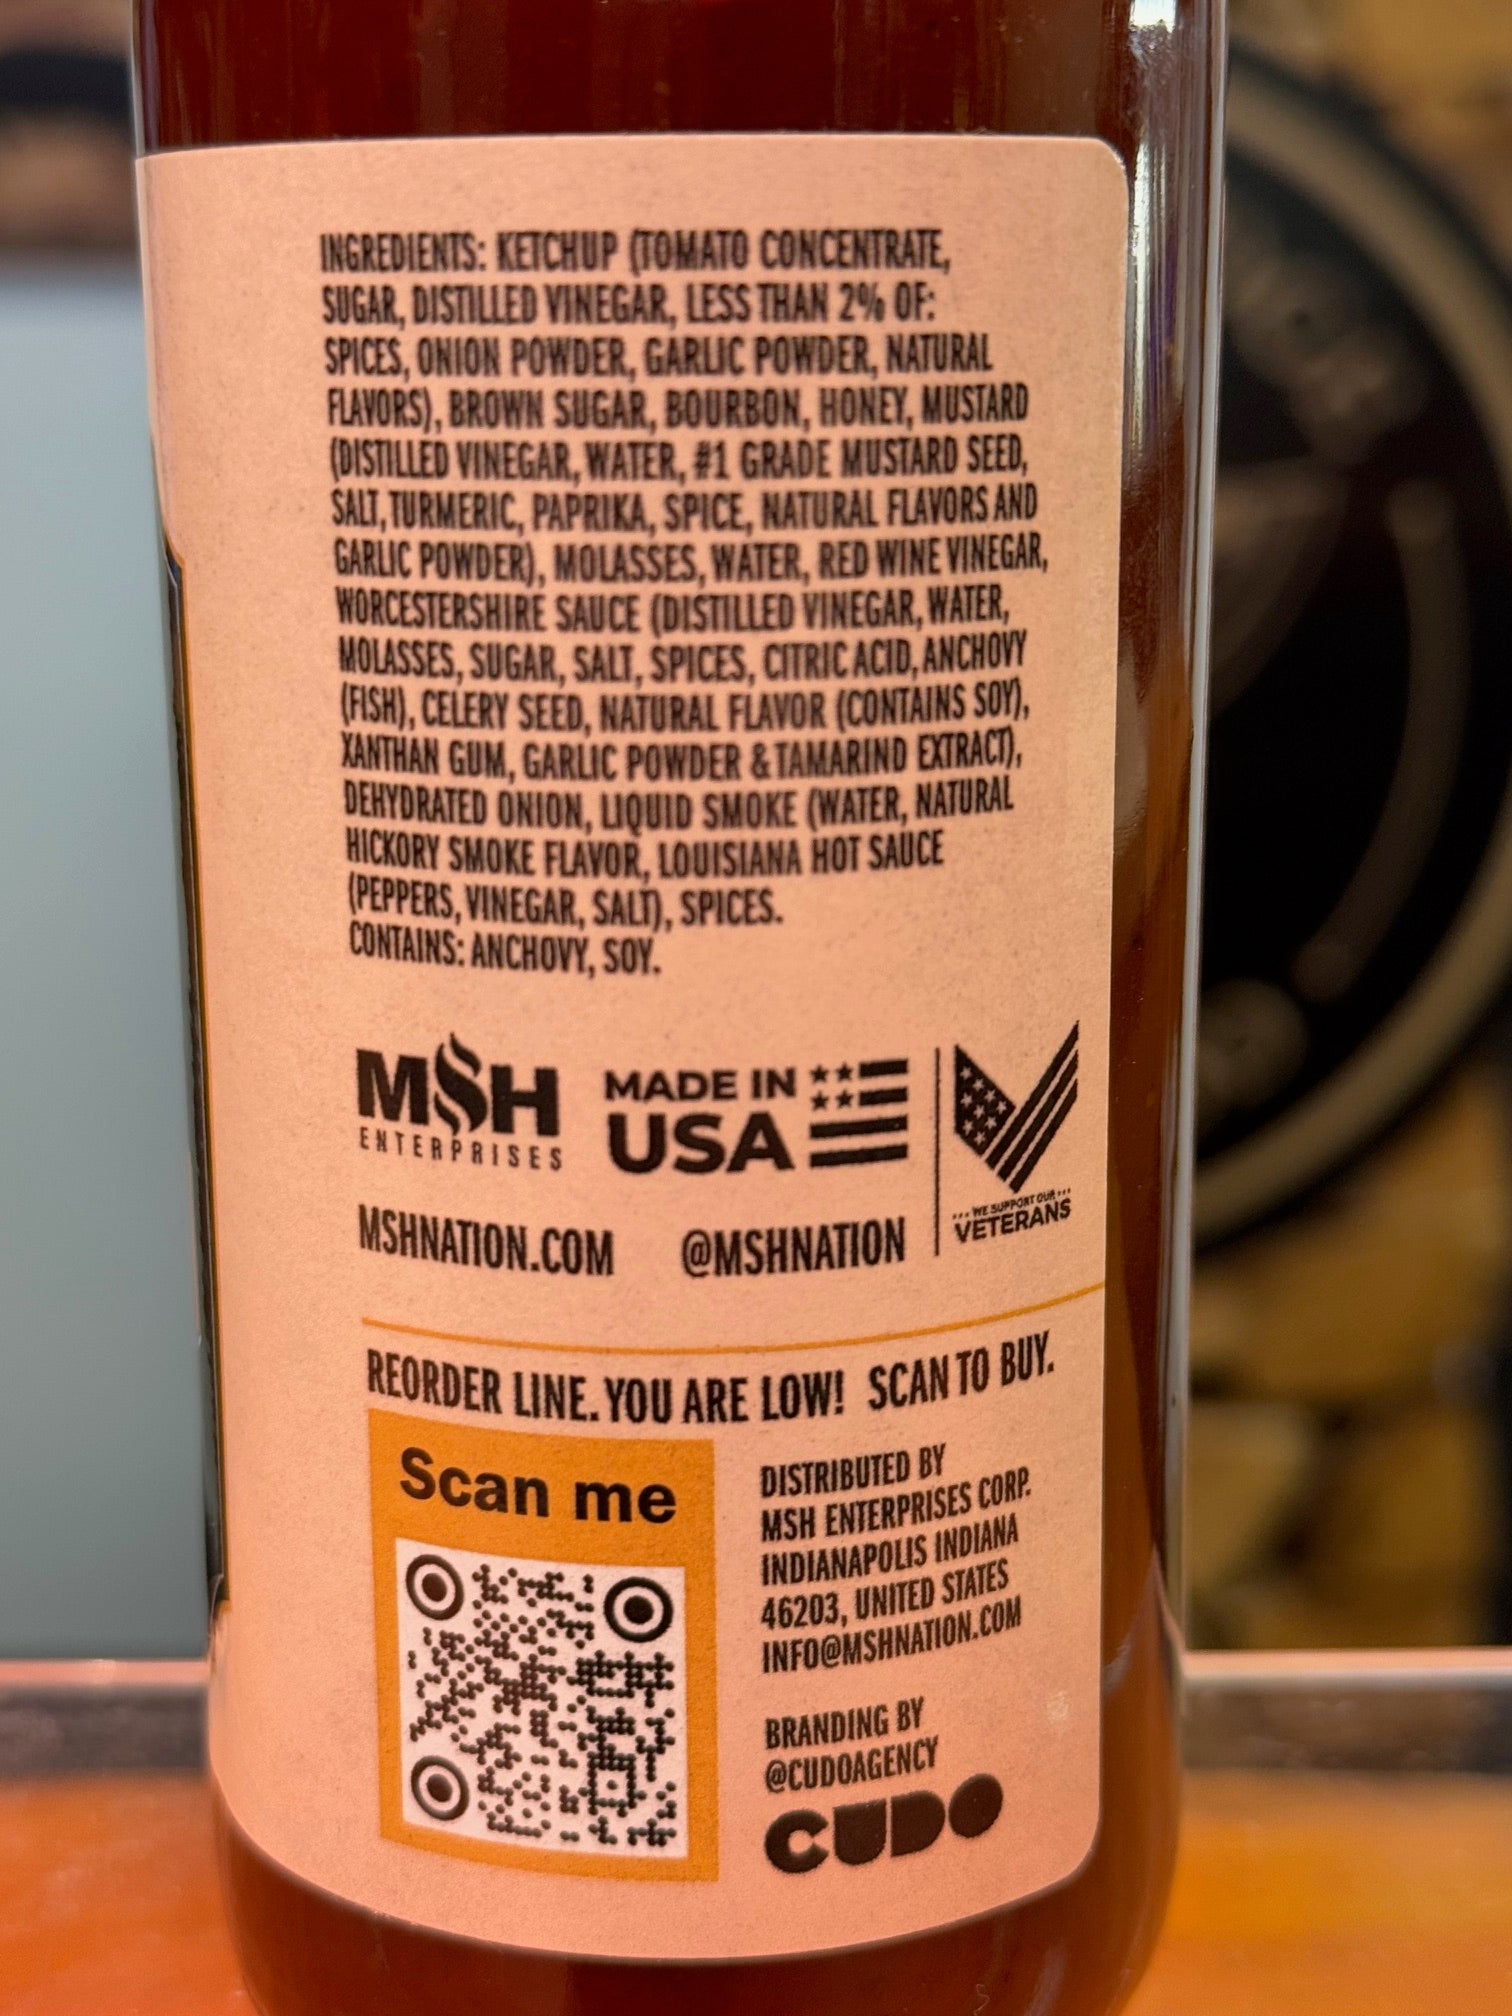 INGREDIENTS: KETCHUP (TOMATO CONCENTRATE,
SUGAR, DISTILLED VINEGAR, LESS THAN 2% OF:
SPICES, ONION POWDER, GARLIC POWDER, NATURAL
FLAVORS), BROWN SUGAR, BOURBON, HONEY, MUSTARD
(DISTILLED VINEGAR, WATER, #1 GRADE MUSTARD SEED,
SALT, TURMERIC, PAPRIKA, SPICE, NATURAL FLAVORS AND
GARLIC POWDER), MOLASSES, WATER, RED WINE VINEGAR,
WORCESTERSHIRE SAUCE (DISTILLED VINEGAR, WATER,
MOLASSES, SUGAR, SALT, SPICES, CITRIC ACID, ANCHOVY
(FISH), CELERY SEED, NATURAL FLAVOR (CONTAINS SOY),
XANTHAN GUM, GARLIC POWDER & TAMARIND EXTRACT),
DEHYDRATED ONION, LIQUID SMOKE (WATER, NATURAL
HICKORY SMOKE FLAVOR, LOUISIANA HOT SAUCE
(PEPPERS, VINEGAR, SALT), SPICES.
CONTAINS: ANCHOVY, SOY.
MSH
ENTERPRISES
MADE IN
USA
WE SUPPORT OUR
VETERANS
MSHNATION.COM @MSHNATION
REORDER LINE. YOU ARE LOW! SCAN TO BUY.
Scan me
DISTRIBUTED BY
MSH ENTERPRISES CORP.
INDIANAPOLIS INDIANA
46203, UNITED STATES
INFO@MSHNATION.COM
BRANDING BY
@CUDOAGENCY
CUDO